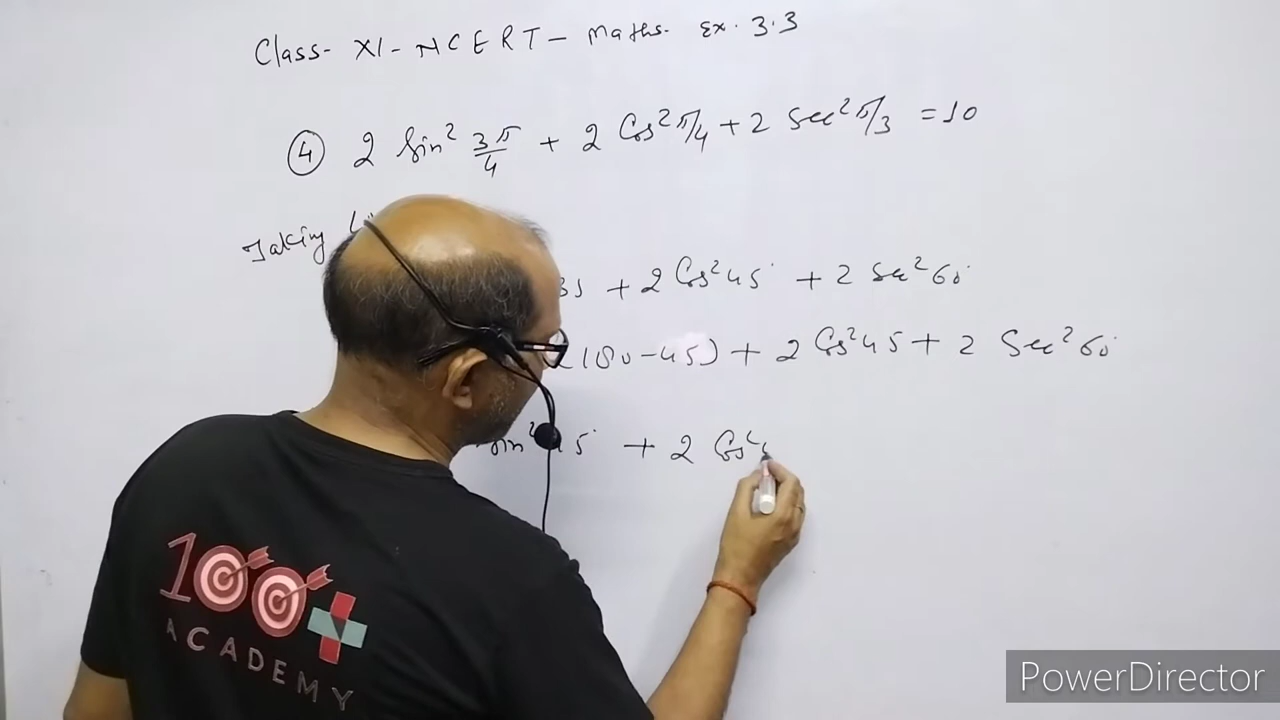 Class- XI - NCERT - Maths. Ex. 3.3
④ 2 Sin² 3π/4 + 2 Cos² π/4 + 2 Sec² π/3 = 10
Taking
+ 2 Cos² 45° + 2 Sec² 60°
(180-45) + 2 Cos² 45 + 2 Sec² 60°
Sin² 45° + 2 Cos²
100+
ACADEMY
PowerDirector